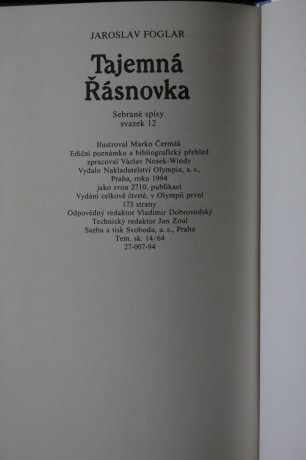 JAROSLAV FOGLAR
Tajemná
Řásnovka
Sebrané spisy
svazek 12
Ilustroval Marko Čermák
Ediční poznámku a bibliografický přehled
zpracoval Václav Nosek-Windy
Vydalo Nakladatelství Olympia, a. s.,
Praha, roku 1994
jako svou 2710. publikaci
Vydání celkově čtvrté, v Olympii první
173 strany
Odpovědný redaktor Vladimír Dobrovodský
Technický redaktor Jan Zoul
Sazba a tisk Svoboda, a. s., Praha
Tem. sk. 14/64
27-007-94